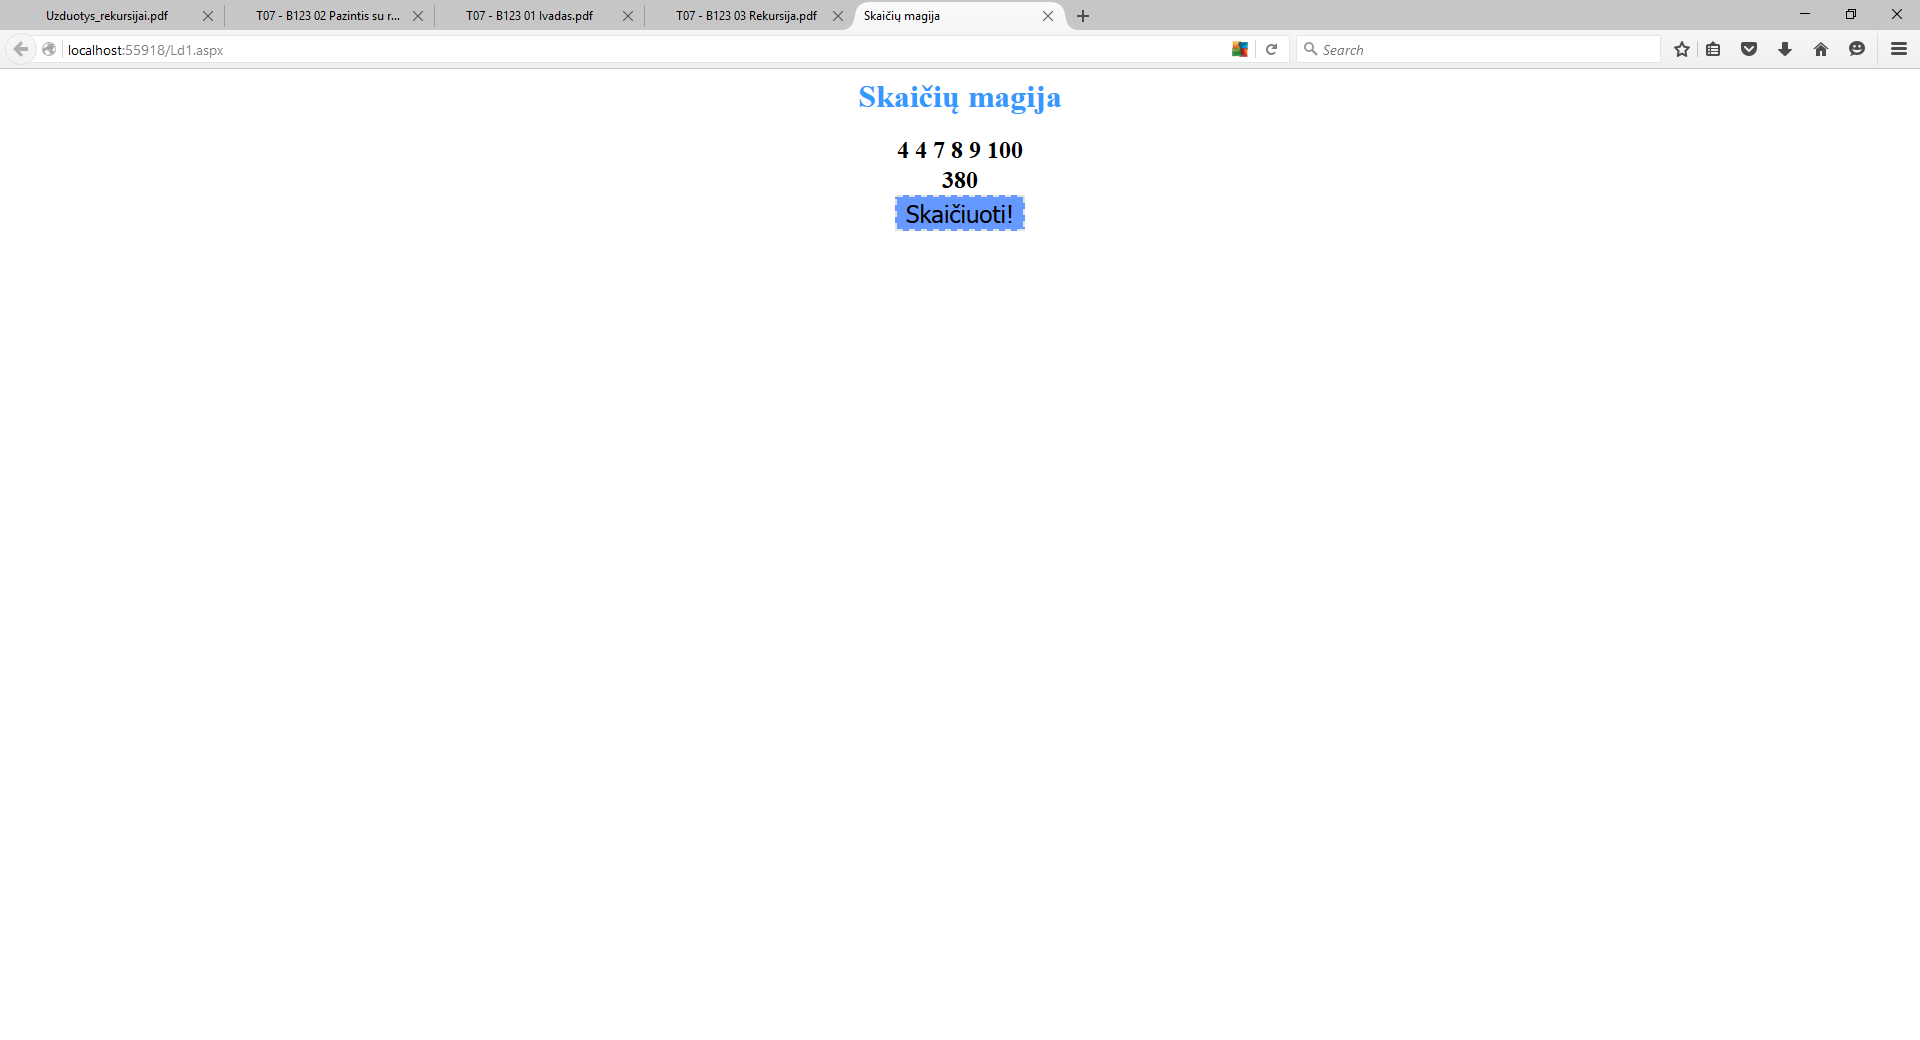 Uzduotys_rekursijai.pdf
T07 - B123 02 Pazintis su r...
T07 - B123 01 Ivadas.pdf
T07 - B123 03 Rekursija.pdf
Skaičių magija
localhost:55918/Ld1.aspx
Search
Skaičių magija
4 4 7 8 9 100
380
Skaičiuoti!